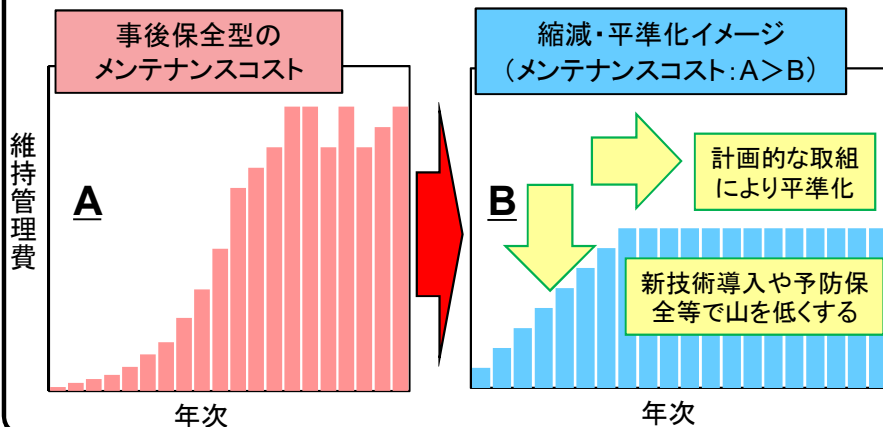 事後保全型の
メンテナンスコスト
維持管理費
A
年次
縮減・平準化イメージ
(メンテナンスコスト:A>B)
B
計画的な取組
により平準化
新技術導入や予防保
全等で山を低くする
年次